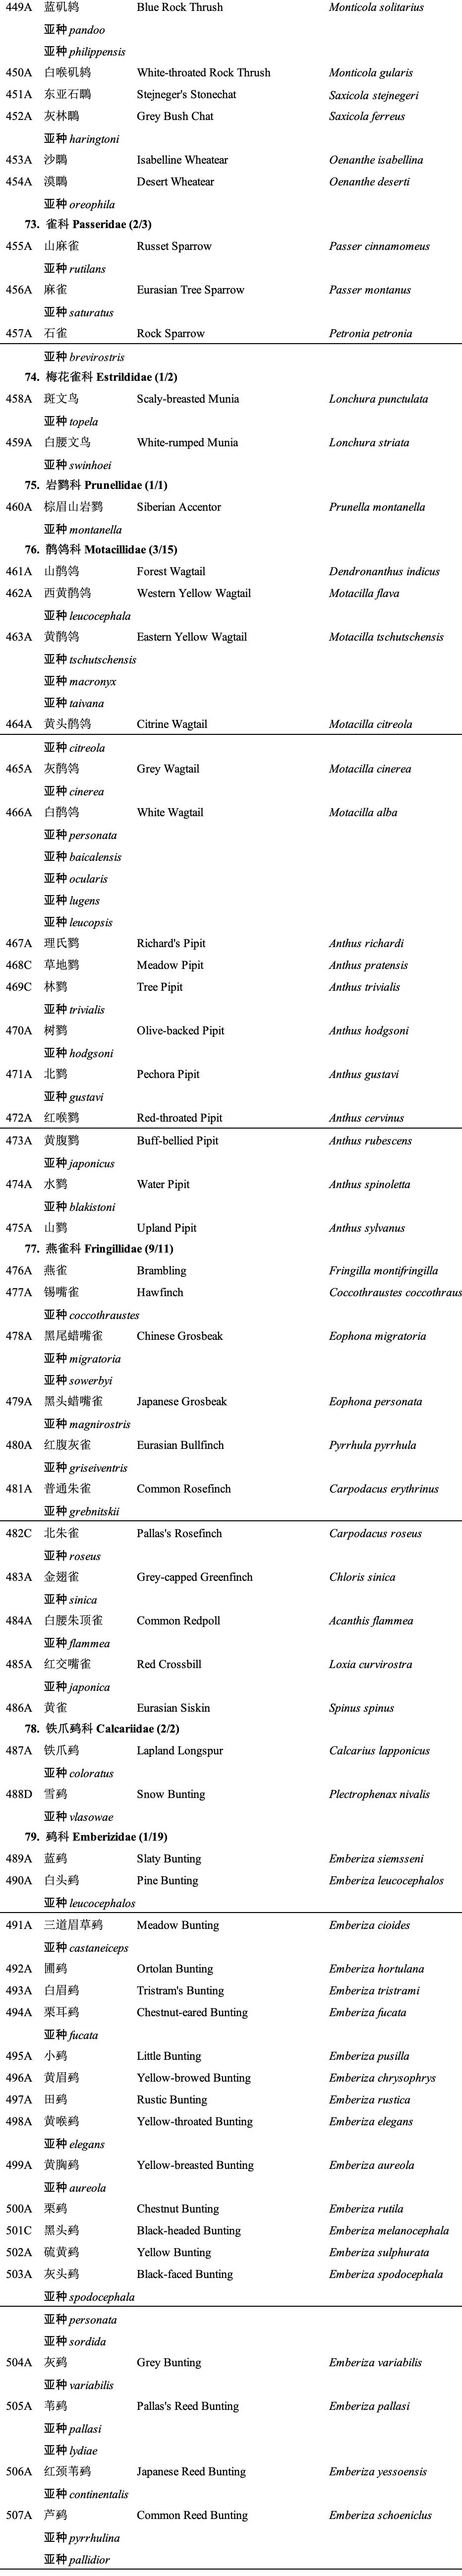 449A 蓝矶鸫 Blue Rock Thrush Monticola solitarius
亚种 pandoo
亚种 philippensis
450A 白喉矶鸫 White-throated Rock Thrush Monticola gularis
451A 东亚石䳭 Stejneger's Stonechat Saxicola stejnegeri
452A 灰林䳭 Grey Bush Chat Saxicola ferreus
亚种 haringtoni
453A 沙䳭 Isabelline Wheatear Oenanthe isabellina
454A 漠䳭 Desert Wheatear Oenanthe deserti
亚种 oreophila
73. 雀科 Passeridae (2/3)
455A 山麻雀 Russet Sparrow Passer cinnamomeus
亚种 rutilans
456A 麻雀 Eurasian Tree Sparrow Passer montanus
亚种 saturatus
457A 石雀 Rock Sparrow Petronia petronia
亚种 brevirostris
74. 梅花雀科 Estrildidae (1/2)
458A 斑文鸟 Scaly-breasted Munia Lonchura punctulata
亚种 topela
459A 白腰文鸟 White-rumped Munia Lonchura striata
亚种 swinhoei
75. 岩鹨科 Prunellidae (1/1)
460A 棕眉山岩鹨 Siberian Accentor Prunella montanella
亚种 montanella
76. 鹡鸰科 Motacillidae (3/15)
461A 山鹡鸰 Forest Wagtail Dendronanthus indicus
462A 西黄鹡鸰 Western Yellow Wagtail Motacilla flava
亚种 leucocephala
463A 黄鹡鸰 Eastern Yellow Wagtail Motacilla tschutschensis
亚种 tschutschensis
亚种 macronyx
亚种 taivana
464A 黄头鹡鸰 Citrine Wagtail Motacilla citreola
亚种 citreola
465A 灰鹡鸰 Grey Wagtail Motacilla cinerea
亚种 cinerea
466A 白鹡鸰 White Wagtail Motacilla alba
亚种 personata
亚种 baicalensis
亚种 ocularis
亚种 lugens
亚种 leucopsis
467A 理氏鹨 Richard's Pipit Anthus richardi
468C 草地鹨 Meadow Pipit Anthus pratensis
469C 林鹨 Tree Pipit Anthus trivialis
亚种 trivialis
470A 树鹨 Olive-backed Pipit Anthus hodgsoni
亚种 hodgsoni
471A 北鹨 Pechora Pipit Anthus gustavi
亚种 gustavi
472A 红喉鹨 Red-throated Pipit Anthus cervinus
473A 黄腹鹨 Buff-bellied Pipit Anthus rubescens
亚种 japonicus
474A 水鹨 Water Pipit Anthus spinoletta
亚种 blakistoni
475A 山鹨 Upland Pipit Anthus sylvanus
77. 燕雀科 Fringillidae (9/11)
476A 燕雀 Brambling Fringilla montifringilla
477A 锡嘴雀 Hawfinch Coccothraustes coccothraus
亚种 coccothraustes
478A 黑尾蜡嘴雀 Chinese Grosbeak Eophona migratoria
亚种 migratoria
亚种 sowerbyi
479A 黑头蜡嘴雀 Japanese Grosbeak Eophona personata
亚种 magnirostris
480A 红腹灰雀 Eurasian Bullfinch Pyrrhula pyrrhula
亚种 griseiventris
481A 普通朱雀 Common Rosefinch Carpodacus erythrinus
亚种 grebnitskii
482C 北朱雀 Pallas's Rosefinch Carpodacus roseus
亚种 roseus
483A 金翅雀 Grey-capped Greenfinch Chloris sinica
亚种 sinica
484A 白腰朱顶雀 Common Redpoll Acanthis flammea
亚种 flammea
485A 红交嘴雀 Red Crossbill Loxia curvirostra
亚种 japonica
486A 黄雀 Eurasian Siskin Spinus spinus
78. 铁爪鹀科 Calcariidae (2/2)
487A 铁爪鹀 Lapland Longspur Calcarius lapponicus
亚种 coloratus
488D 雪鹀 Snow Bunting Plectrophenax nivalis
亚种 vlasowae
79. 鹀科 Emberizidae (1/19)
489A 蓝鹀 Slaty Bunting Emberiza siemsseni
490A 白头鹀 Pine Bunting Emberiza leucocephalos
亚种 leucocephalos
491A 三道眉草鹀 Meadow Bunting Emberiza cioides
亚种 castaneiceps
492A 圃鹀 Ortolan Bunting Emberiza hortulana
493A 白眉鹀 Tristram's Bunting Emberiza tristrami
494A 栗耳鹀 Chestnut-eared Bunting Emberiza fucata
亚种 fucata
495A 小鹀 Little Bunting Emberiza pusilla
496A 黄眉鹀 Yellow-browed Bunting Emberiza chrysophrys
497A 田鹀 Rustic Bunting Emberiza rustica
498A 黄喉鹀 Yellow-throated Bunting Emberiza elegans
亚种 elegans
499A 黄胸鹀 Yellow-breasted Bunting Emberiza aureola
亚种 aureola
500A 栗鹀 Chestnut Bunting Emberiza rutila
501C 黑头鹀 Black-headed Bunting Emberiza melanocephala
502A 硫黄鹀 Yellow Bunting Emberiza sulphurata
503A 灰头鹀 Black-faced Bunting Emberiza spodocephala
亚种 spodocephala
亚种 personata
亚种 sordida
504A 灰鹀 Grey Bunting Emberiza variabilis
亚种 variabilis
505A 苇鹀 Pallas's Reed Bunting Emberiza pallasi
亚种 pallasi
亚种 lydiae
506A 红颈苇鹀 Japanese Reed Bunting Emberiza yessoensis
亚种 continentalis
507A 芦鹀 Common Reed Bunting Emberiza schoeniclus
亚种 pyrrhulina
亚种 pallidior